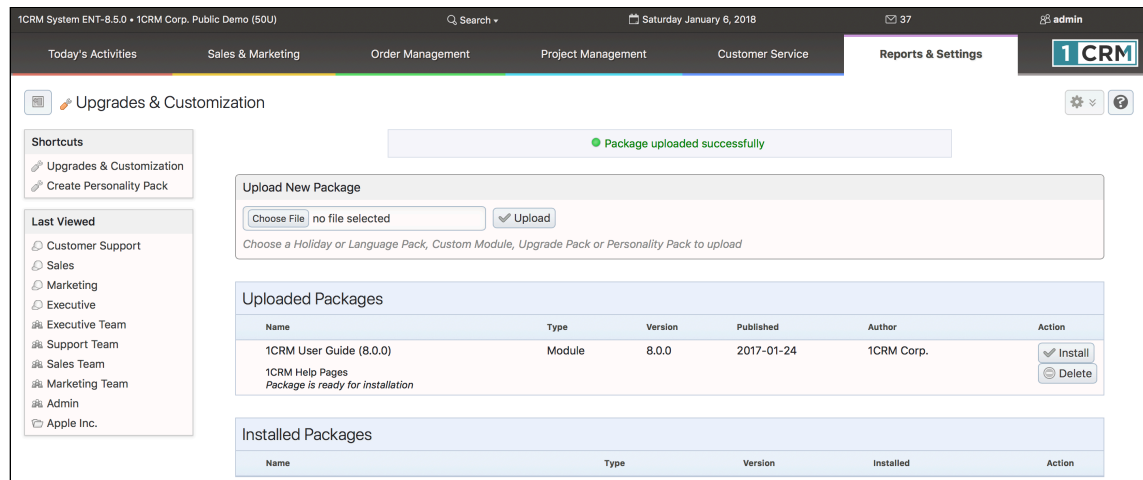 1CRM System ENT-8.5.0 • 1CRM Corp. Public Demo (50U) Search Saturday January 6, 2018 37 admin
Today's Activities Sales & Marketing Order Management Project Management Customer Service Reports & Settings 1 CRM
Upgrades & Customization
Shortcuts
Upgrades & Customization
Create Personality Pack
Last Viewed
Customer Support
Sales
Marketing
Executive
Executive Team
Support Team
Sales Team
Marketing Team
Admin
Apple Inc.
Package uploaded successfully
Upload New Package
Choose File no file selected Upload
Choose a Holiday or Language Pack, Custom Module, Upgrade Pack or Personality Pack to upload
Uploaded Packages
Name Type Version Published Author Action
1CRM User Guide (8.0.0) Module 8.0.0 2017-01-24 1CRM Corp. Install
1CRM Help Pages Delete
Package is ready for installation
Installed Packages
Name Type Version Installed Action